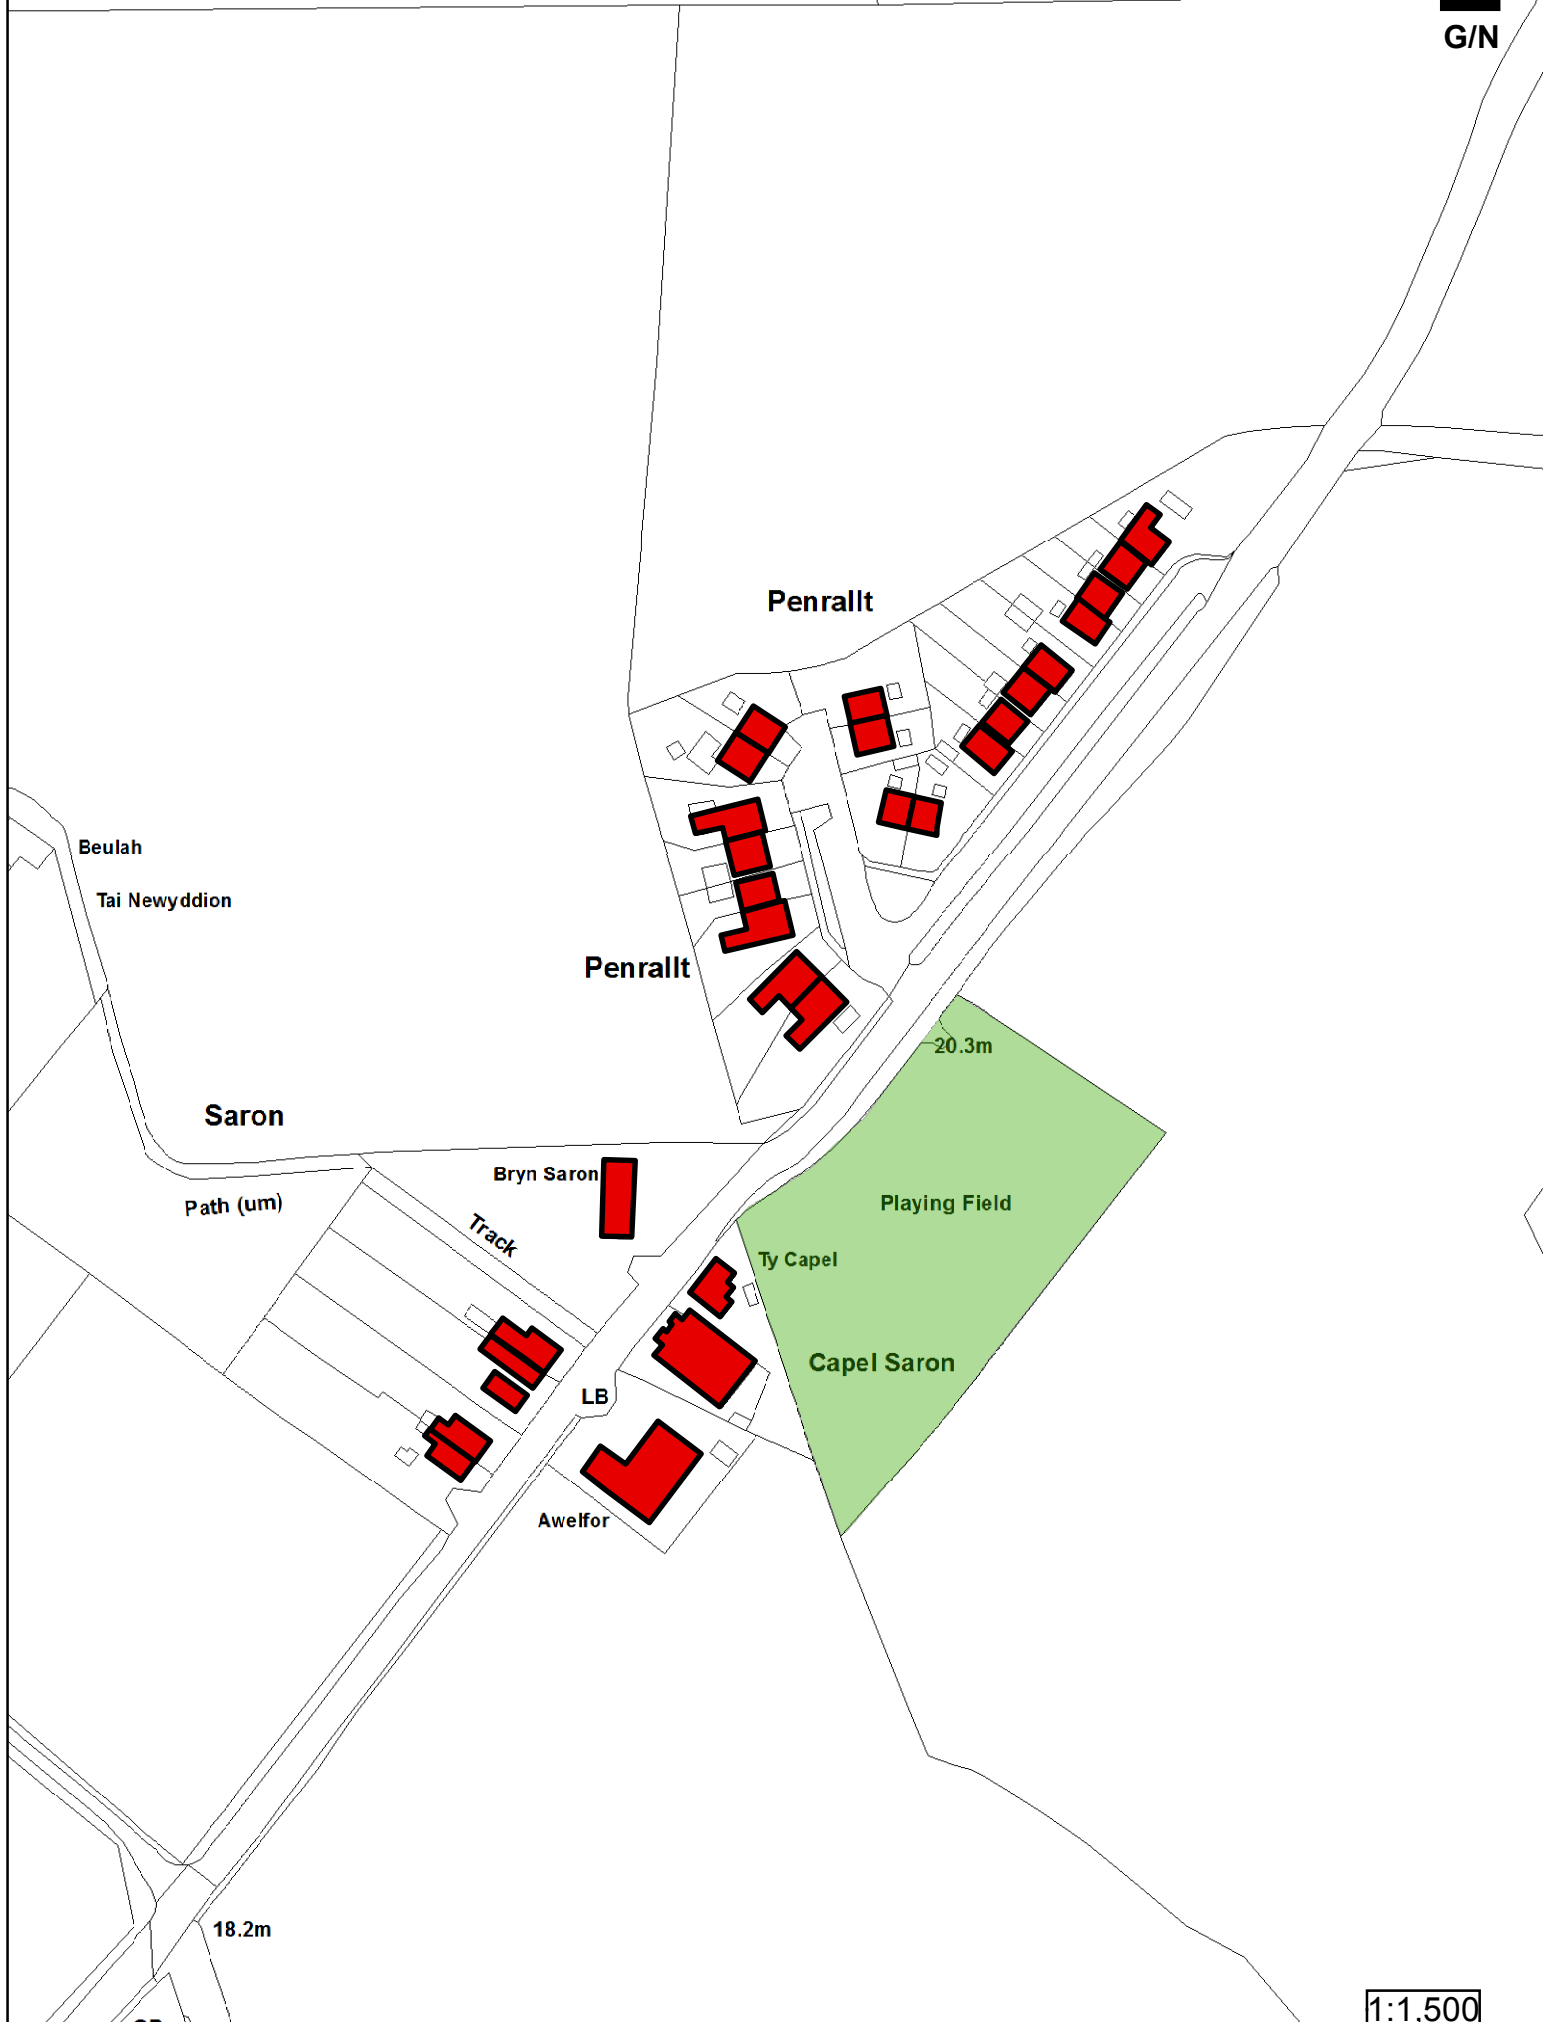 G/N
Penrallt
Beulah
Tai Newyddion
Penrallt
20.3m
Saron
Bryn Saron
Path (um)
Track
Playing Field
Ty Capel
Capel Saron
LB
Awelfor
18.2m
1:1,500